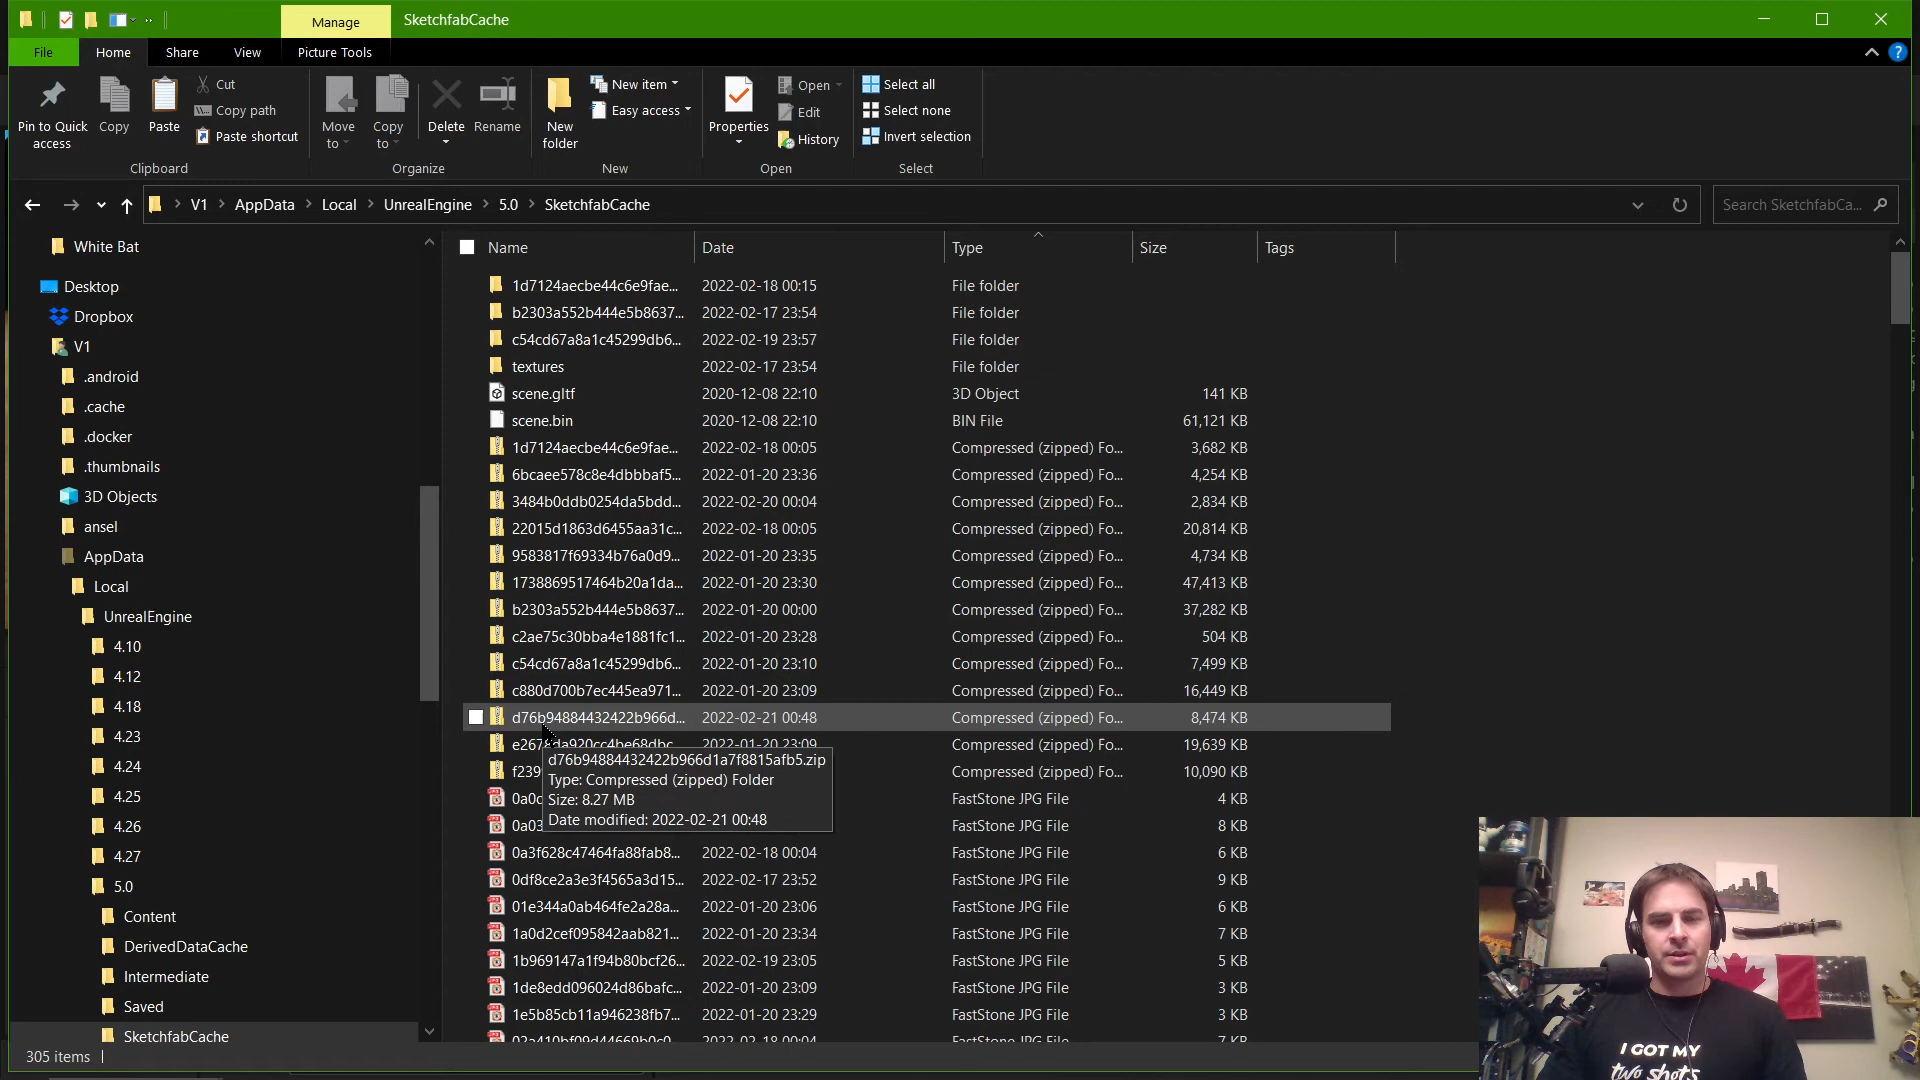 Manage
SketchfabCache
File
Home
Share
View
Picture Tools
Pin to Quick access
Copy
Paste
Cut
Copy path
Paste shortcut
Clipboard
Move to
Copy to
Delete
Rename
Organize
New folder
New item
Easy access
New
Properties
Open
Edit
History
Open
Select all
Select none
Invert selection
Select
V1 AppData Local UnrealEngine 5.0 SketchfabCache
Search SketchfabCa...
White Bat
Desktop
Dropbox
V1
.android
.cache
.docker
.thumbnails
3D Objects
ansel
AppData
Local
UnrealEngine
4.10
4.12
4.18
4.23
4.24
4.25
4.26
4.27
5.0
Content
DerivedDataCache
Intermediate
Saved
SketchfabCache
Name Date Type Size Tags
1d7124aecbe44c6e9fae... 2022-02-18 00:15 File folder
b2303a552b444e5b8637... 2022-02-17 23:54 File folder
c54cd67a8a1c45299db6... 2022-02-19 23:57 File folder
textures 2022-02-17 23:54 File folder
scene.gltf 2020-12-08 22:10 3D Object 141 KB
scene.bin 2020-12-08 22:10 BIN File 61,121 KB
1d7124aecbe44c6e9fae... 2022-02-18 00:05 Compressed (zipped) Fo... 3,682 KB
6bcaee578c8e4dbbbaf5... 2022-01-20 23:36 Compressed (zipped) Fo... 4,254 KB
3484b0ddb0254da5bdd... 2022-02-20 00:04 Compressed (zipped) Fo... 2,834 KB
22015d1863d6455aa31c... 2022-02-18 00:05 Compressed (zipped) Fo... 20,814 KB
9583817f69334b76a0d9... 2022-01-20 23:35 Compressed (zipped) Fo... 4,734 KB
1738869517464b20a1da... 2022-01-20 23:30 Compressed (zipped) Fo... 47,413 KB
b2303a552b444e5b8637... 2022-01-20 00:00 Compressed (zipped) Fo... 37,282 KB
c2ae75c30bba4e1881fc1... 2022-01-20 23:28 Compressed (zipped) Fo... 504 KB
c54cd67a8a1c45299db6... 2022-01-20 23:10 Compressed (zipped) Fo... 7,499 KB
c880d700b7ec445ea971... 2022-01-20 23:09 Compressed (zipped) Fo... 16,449 KB
d76b94884432422b966d... 2022-02-21 00:48 Compressed (zipped) Fo... 8,474 KB
2022-01-20 23:09 Compressed (zipped) Fo... 19,639 KB
Compressed (zipped) Fo... 10,090 KB
d76b94884432422b966d1a7f8815afb5.zip
Type: Compressed (zipped) Folder
Size: 8.27 MB
Date modified: 2022-02-21 00:48
FastStone JPG File 4 KB
FastStone JPG File 8 KB
0a3f628c47464fa88fab8... 2022-02-18 00:04 FastStone JPG File 6 KB
0df8ce2a3e3f4565a3d15... 2022-02-17 23:52 FastStone JPG File 9 KB
01e344a0ab464fe2a28a... 2022-01-20 23:06 FastStone JPG File 6 KB
1a0d2cef095842aab821... 2022-01-20 23:34 FastStone JPG File 7 KB
1b969147a1f94b80bcf26... 2022-02-19 23:05 FastStone JPG File 5 KB
1de8edd096024d86bafc... 2022-01-20 23:09 FastStone JPG File 3 KB
1e5b85cb11a946238fb7... 2022-01-20 23:29 FastStone JPG File 3 KB
305 items
I GOT MY
two shots